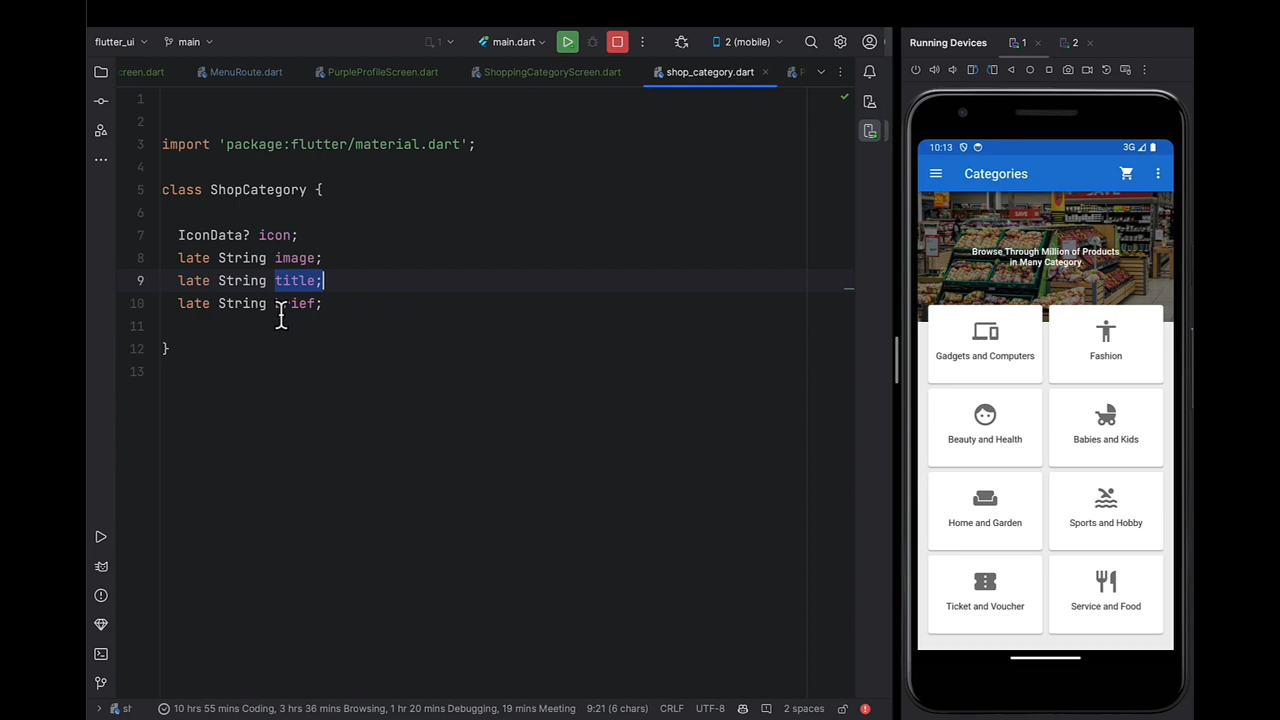 flutter_ui
main
1
main.dart
2 (mobile)
creen.dart
MenuRoute.dart
PurpleProfileScreen.dart
ShoppingCategoryScreen.dart
shop_category.dart
1
2
3 import 'package:flutter/material.dart';
4
5 class ShopCategory {
6
7 IconData? icon;
8 late String image;
9 late String title;
10 late String brief;
11
12 }
13
10 hrs 55 mins Coding, 3 hrs 36 mins Browsing, 1 hr 20 mins Debugging, 19 mins Meeting
9:21 (6 chars)
CRLF
UTF-8
2 spaces
Running Devices
1
2
10:13
3G
Categories
SAVE
Browse Through Million of Products
in Many Category
Gadgets and Computers
Fashion
Beauty and Health
Babies and Kids
Home and Garden
Sports and Hobby
Ticket and Voucher
Service and Food